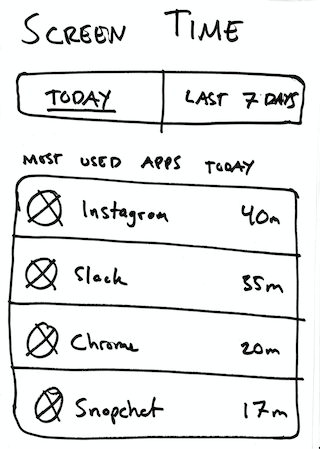 SCREEN TIME
TODAY LAST 7 DAYS
MOST USED APPS TODAY
Instagram 40m
Slack 35m
Chrome 20m
Snapchat 17m